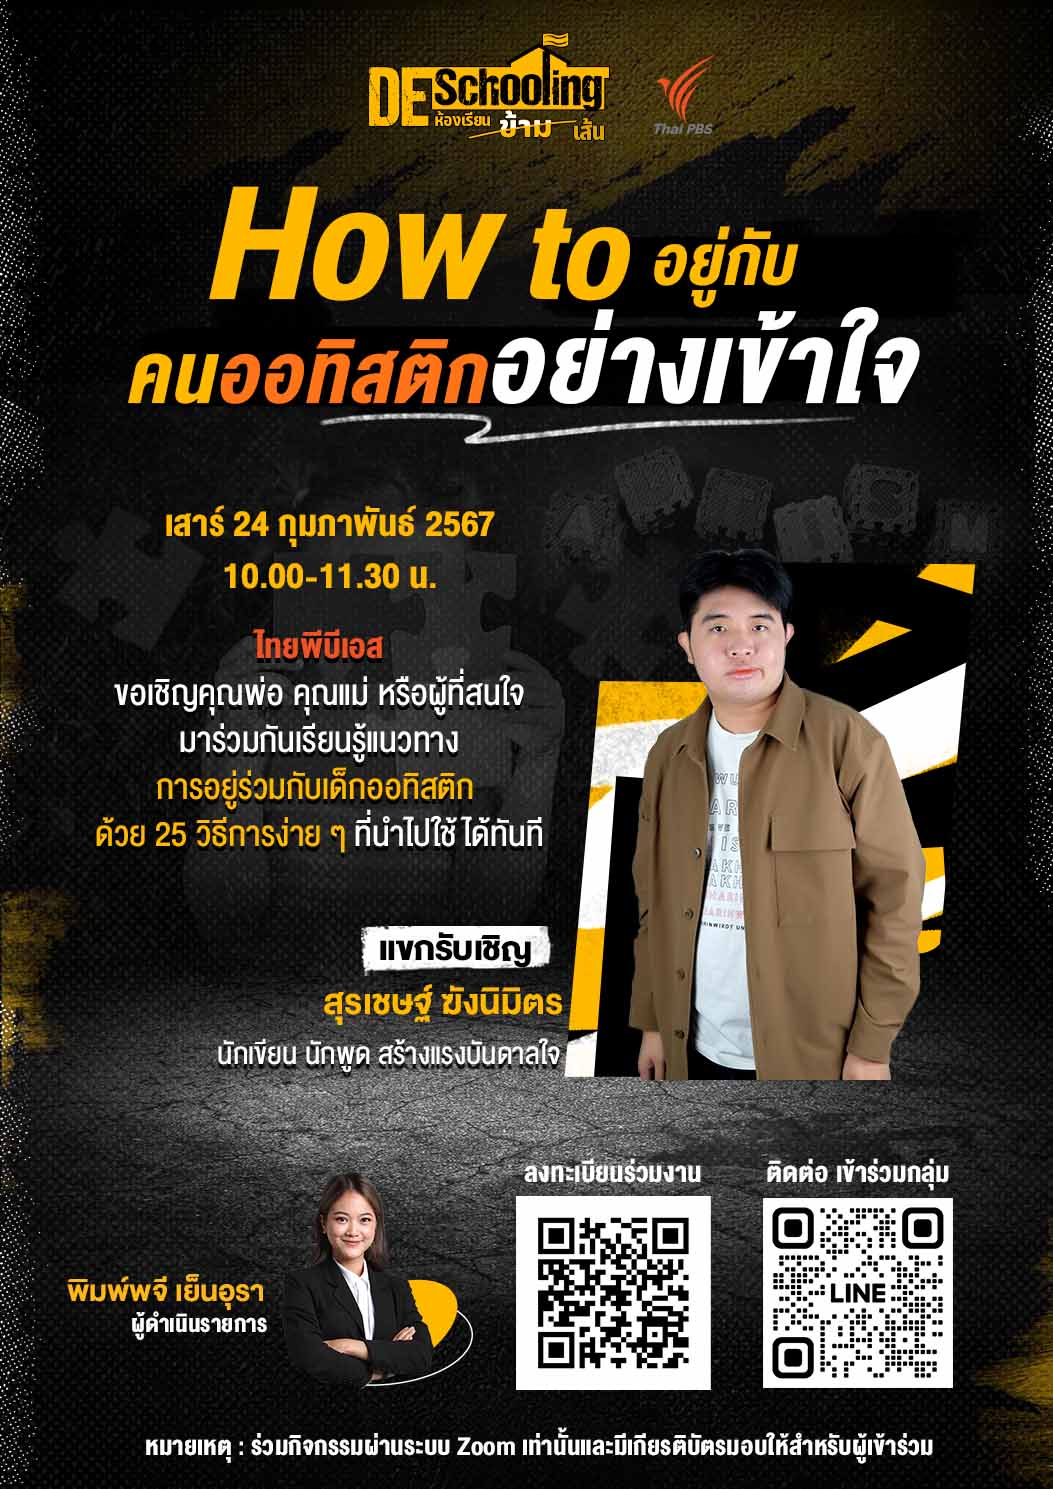 DESchooling
ห้องเรียน ข้าม เส้น
Thai PBS
How to อยู่กับ
คนออทิสติกอย่างเข้าใจ
เสาร์ 24 กุมภาพันธ์ 2567
10.00-11.30 น.
ไทยพีบีเอส
ขอเชิญคุณพ่อ คุณแม่ หรือผู้ที่สนใจ
มาร่วมกันเรียนรู้แนวทาง
การอยู่ร่วมกับเด็กออทิสติก
ด้วย 25 วิธีการง่าย ๆ ที่นำไปใช้ ได้ทันที
แขกรับเชิญ
สุรเชษฐ์ ฆังนิมิตร
นักเขียน นักพูด สร้างแรงบันดาลใจ
ลงทะเบียนร่วมงาน
ติดต่อ เข้าร่วมกลุ่ม
LINE
พิมพ์พจี เย็นอุรา
ผู้ดำเนินรายการ
หมายเหตุ : ร่วมกิจกรรมผ่านระบบ Zoom เท่านั้นและมีเกียรติบัตรมอบให้สำหรับผู้เข้าร่วม